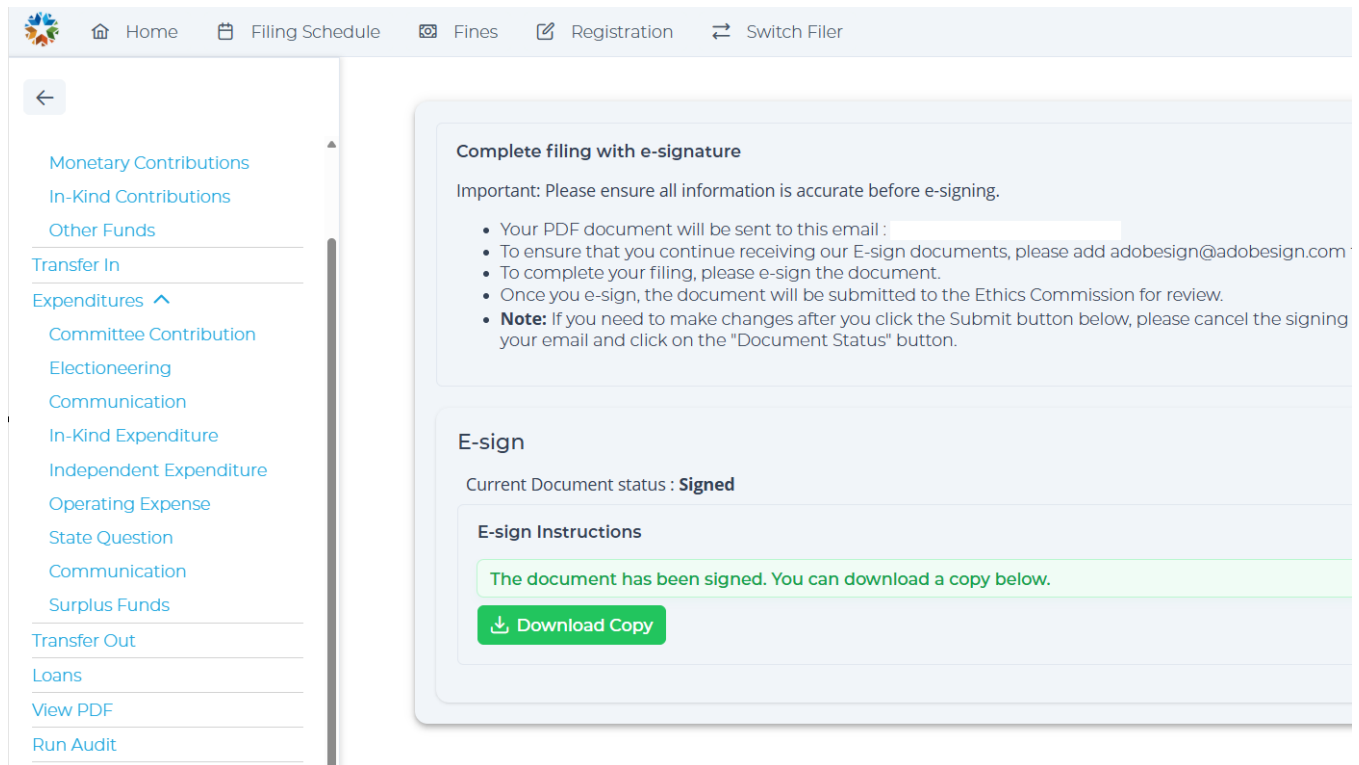 Home Filing Schedule Fines Registration Switch Filer
Monetary Contributions
In-Kind Contributions
Other Funds
Transfer In
Expenditures
Committee Contribution
Electioneering
Communication
In-Kind Expenditure
Independent Expenditure
Operating Expense
State Question
Communication
Surplus Funds
Transfer Out
Loans
View PDF
Run Audit
Complete filing with e-signature
Important: Please ensure all information is accurate before e-signing.
• Your PDF document will be sent to this email :
• To ensure that you continue receiving our E-sign documents, please add adobesign@adobesign.com
• To complete your filing, please e-sign the document.
• Once you e-sign, the document will be submitted to the Ethics Commission for review.
• Note: If you need to make changes after you click the Submit button below, please cancel the signing
your email and click on the "Document Status" button.
E-sign
Current Document status : Signed
E-sign Instructions
The document has been signed. You can download a copy below.
Download Copy